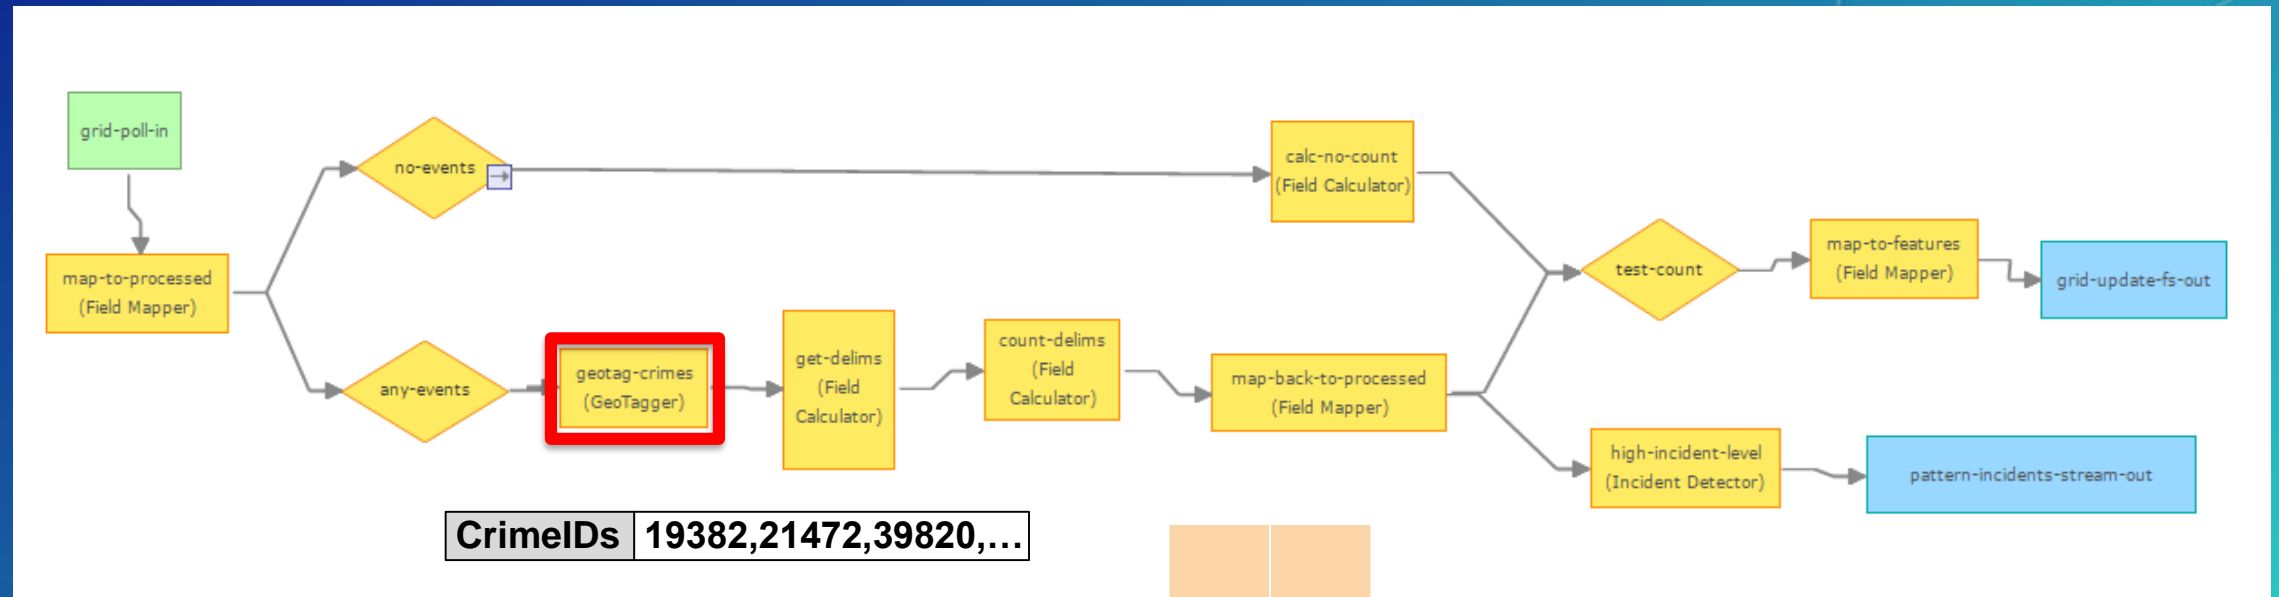 grid-poll-in
map-to-processed
(Field Mapper)
no-events
any-events
geotag-crimes
(GeoTagger)
get-delims
(Field
Calculator)
count-delims
(Field
Calculator)
map-back-to-processed
(Field Mapper)
calc-no-count
(Field Calculator)
test-count
map-to-features
(Field Mapper)
grid-update-fs-out
high-incident-level
(Incident Detector)
pattern-incidents-stream-out
CrimeIDs 19382,21472,39820,…